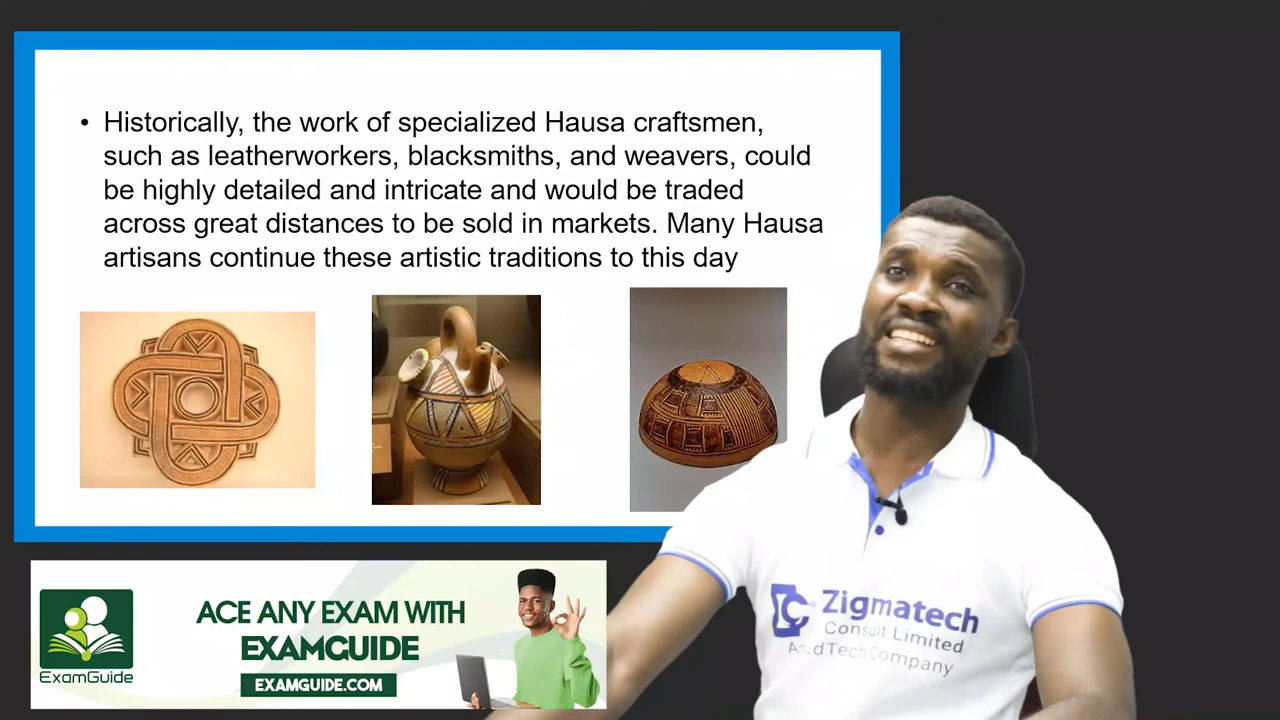 • Historically, the work of specialized Hausa craftsmen,
such as leatherworkers, blacksmiths, and weavers, could
be highly detailed and intricate and would be traded
across great distances to be sold in markets. Many Hausa
artisans continue these artistic traditions to this day
ExamGuide
ACE ANY EXAM WITH
EXAMGUIDE
EXAMGUIDE.COM
Zigmatech
Consult Limited
Tech Company